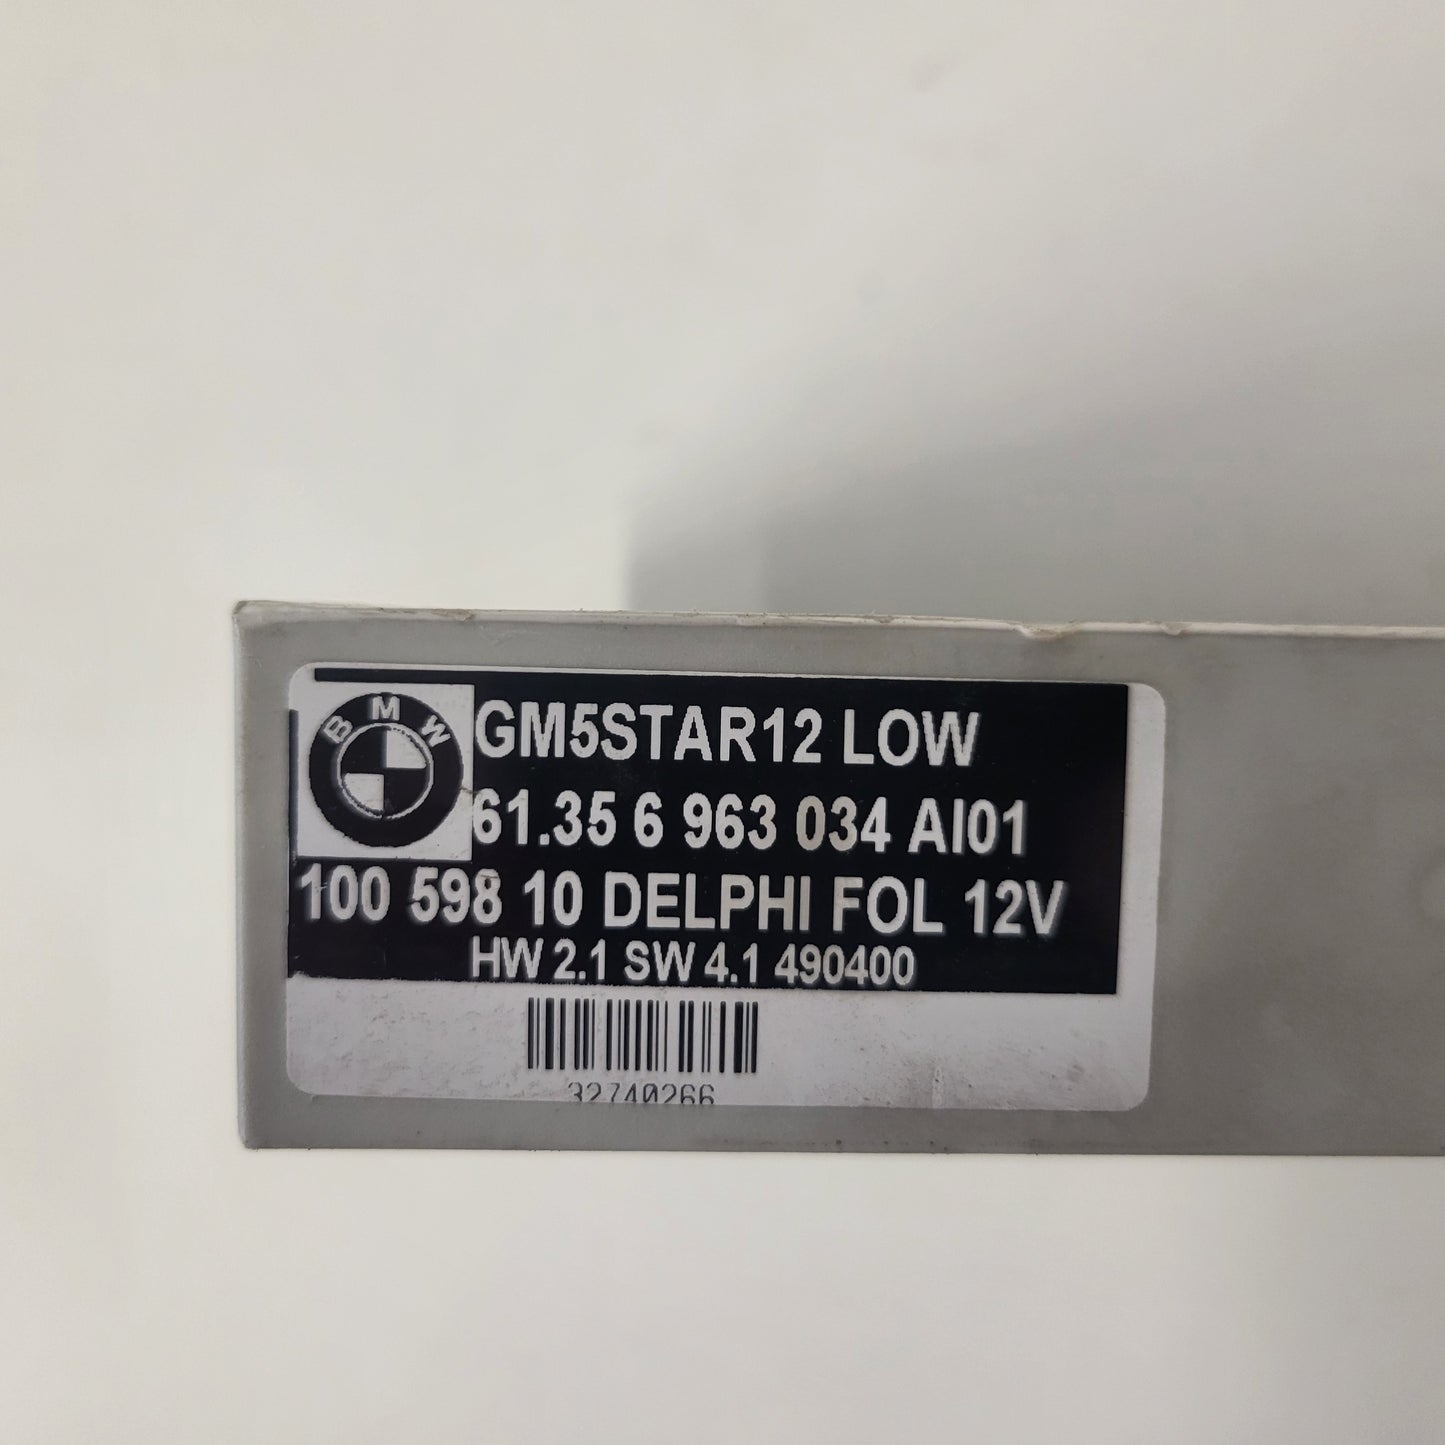 BMW
GM5STAR12 LOW
61.35 6 963 034 AI01
100 598 10 DELPHI FOL 12V
HW 2.1 SW 4.1 490400
32740266